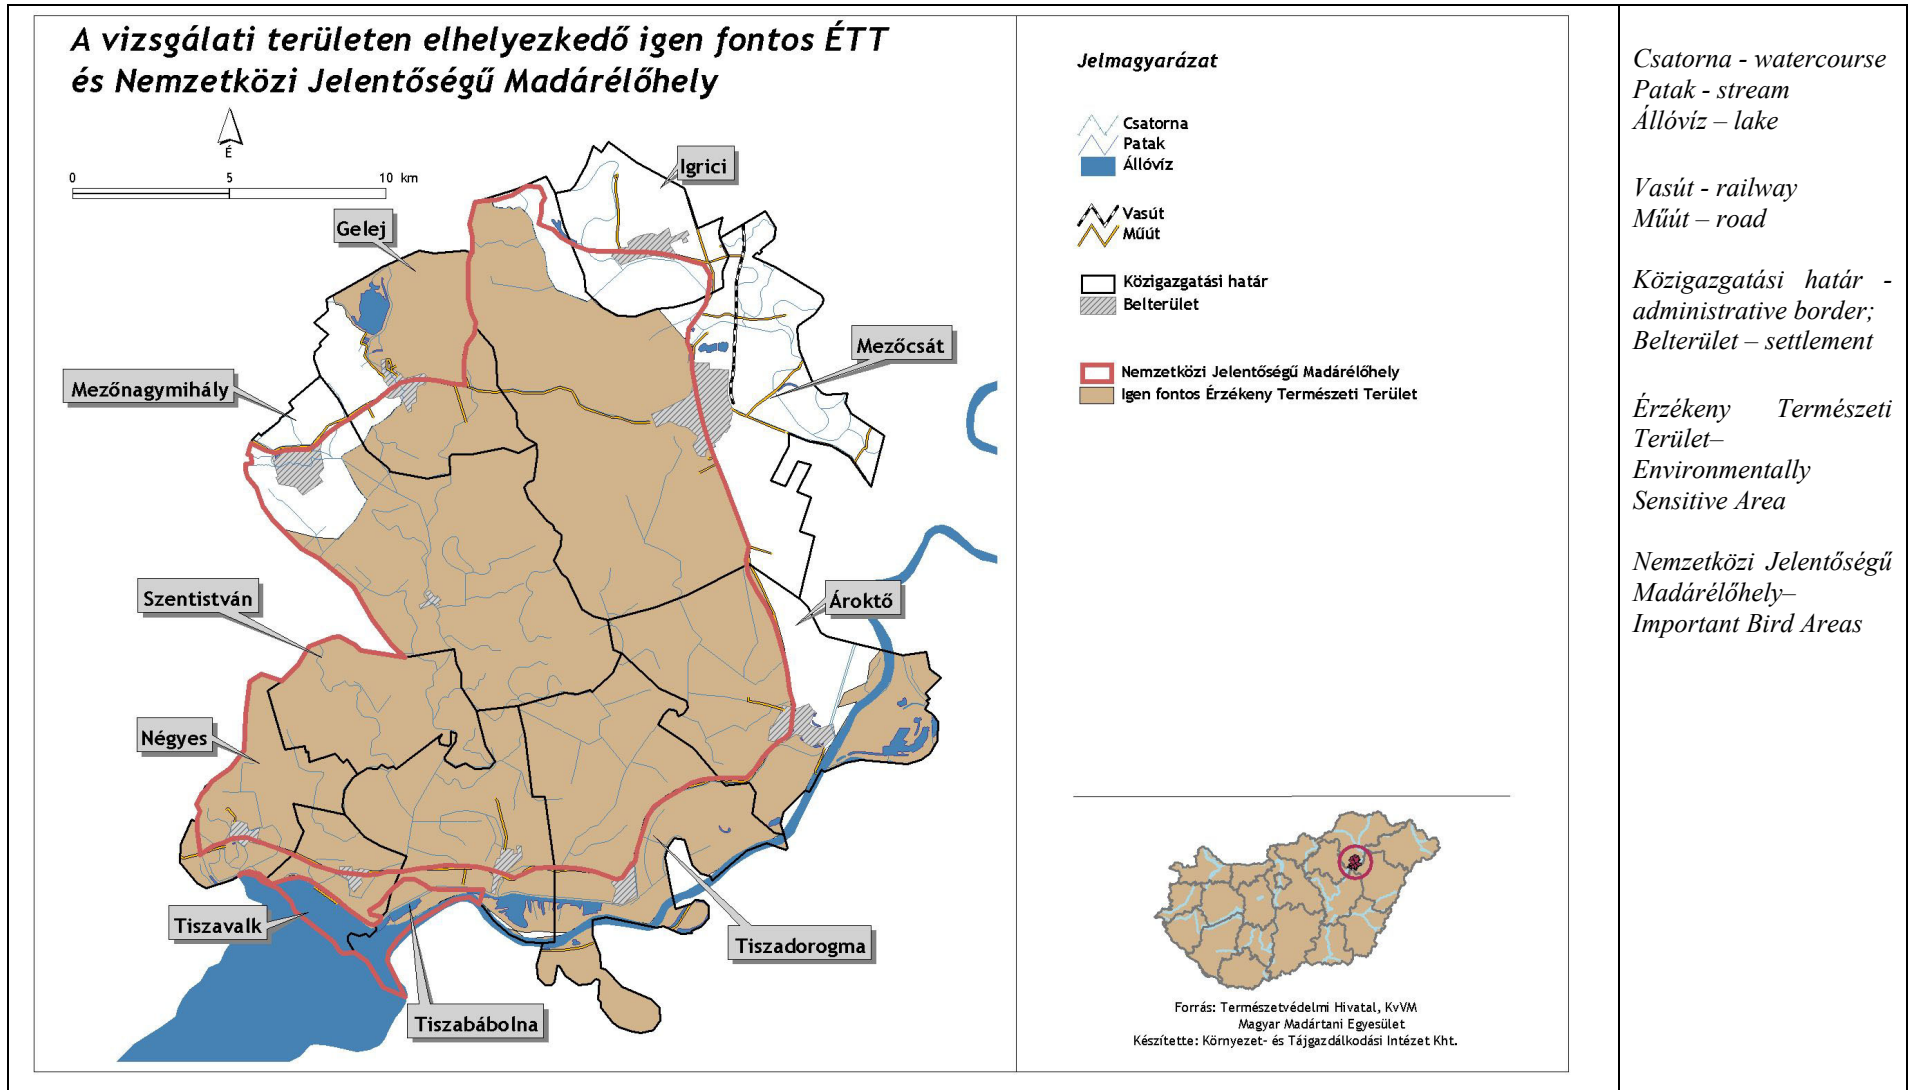 A vizsgálati területen elhelyezkedő igen fontos ÉTT
és Nemzetközi Jelentőségű Madárélőhely
É
0 5 10 km
Igrici
Gelej
Mezőcsát
Mezőnagymihály
Szentistván
Ároktő
Négyes
Tiszavalk
Tiszadorogma
Tiszabábolna
Jelmagyarázat
Csatorna
Patak
Állóvíz
Vasút
Műút
Közigazgatási határ
Belterület
Nemzetközi Jelentőségű Madárélőhely
Igen fontos Érzékeny Természeti Terület
Forrás: Természetvédelmi Hivatal, KvVM
Magyar Madártani Egyesület
Készítette: Környezet- és Tájgazdálkodási Intézet Kht.
Csatorna - watercourse
Patak - stream
Állóvíz – lake
Vasút - railway
Műút – road
Közigazgatási határ -
administrative border;
Belterület – settlement
Érzékeny Természeti
Terület–
Environmentally
Sensitive Area
Nemzetközi Jelentőségű
Madárélőhely–
Important Bird Areas